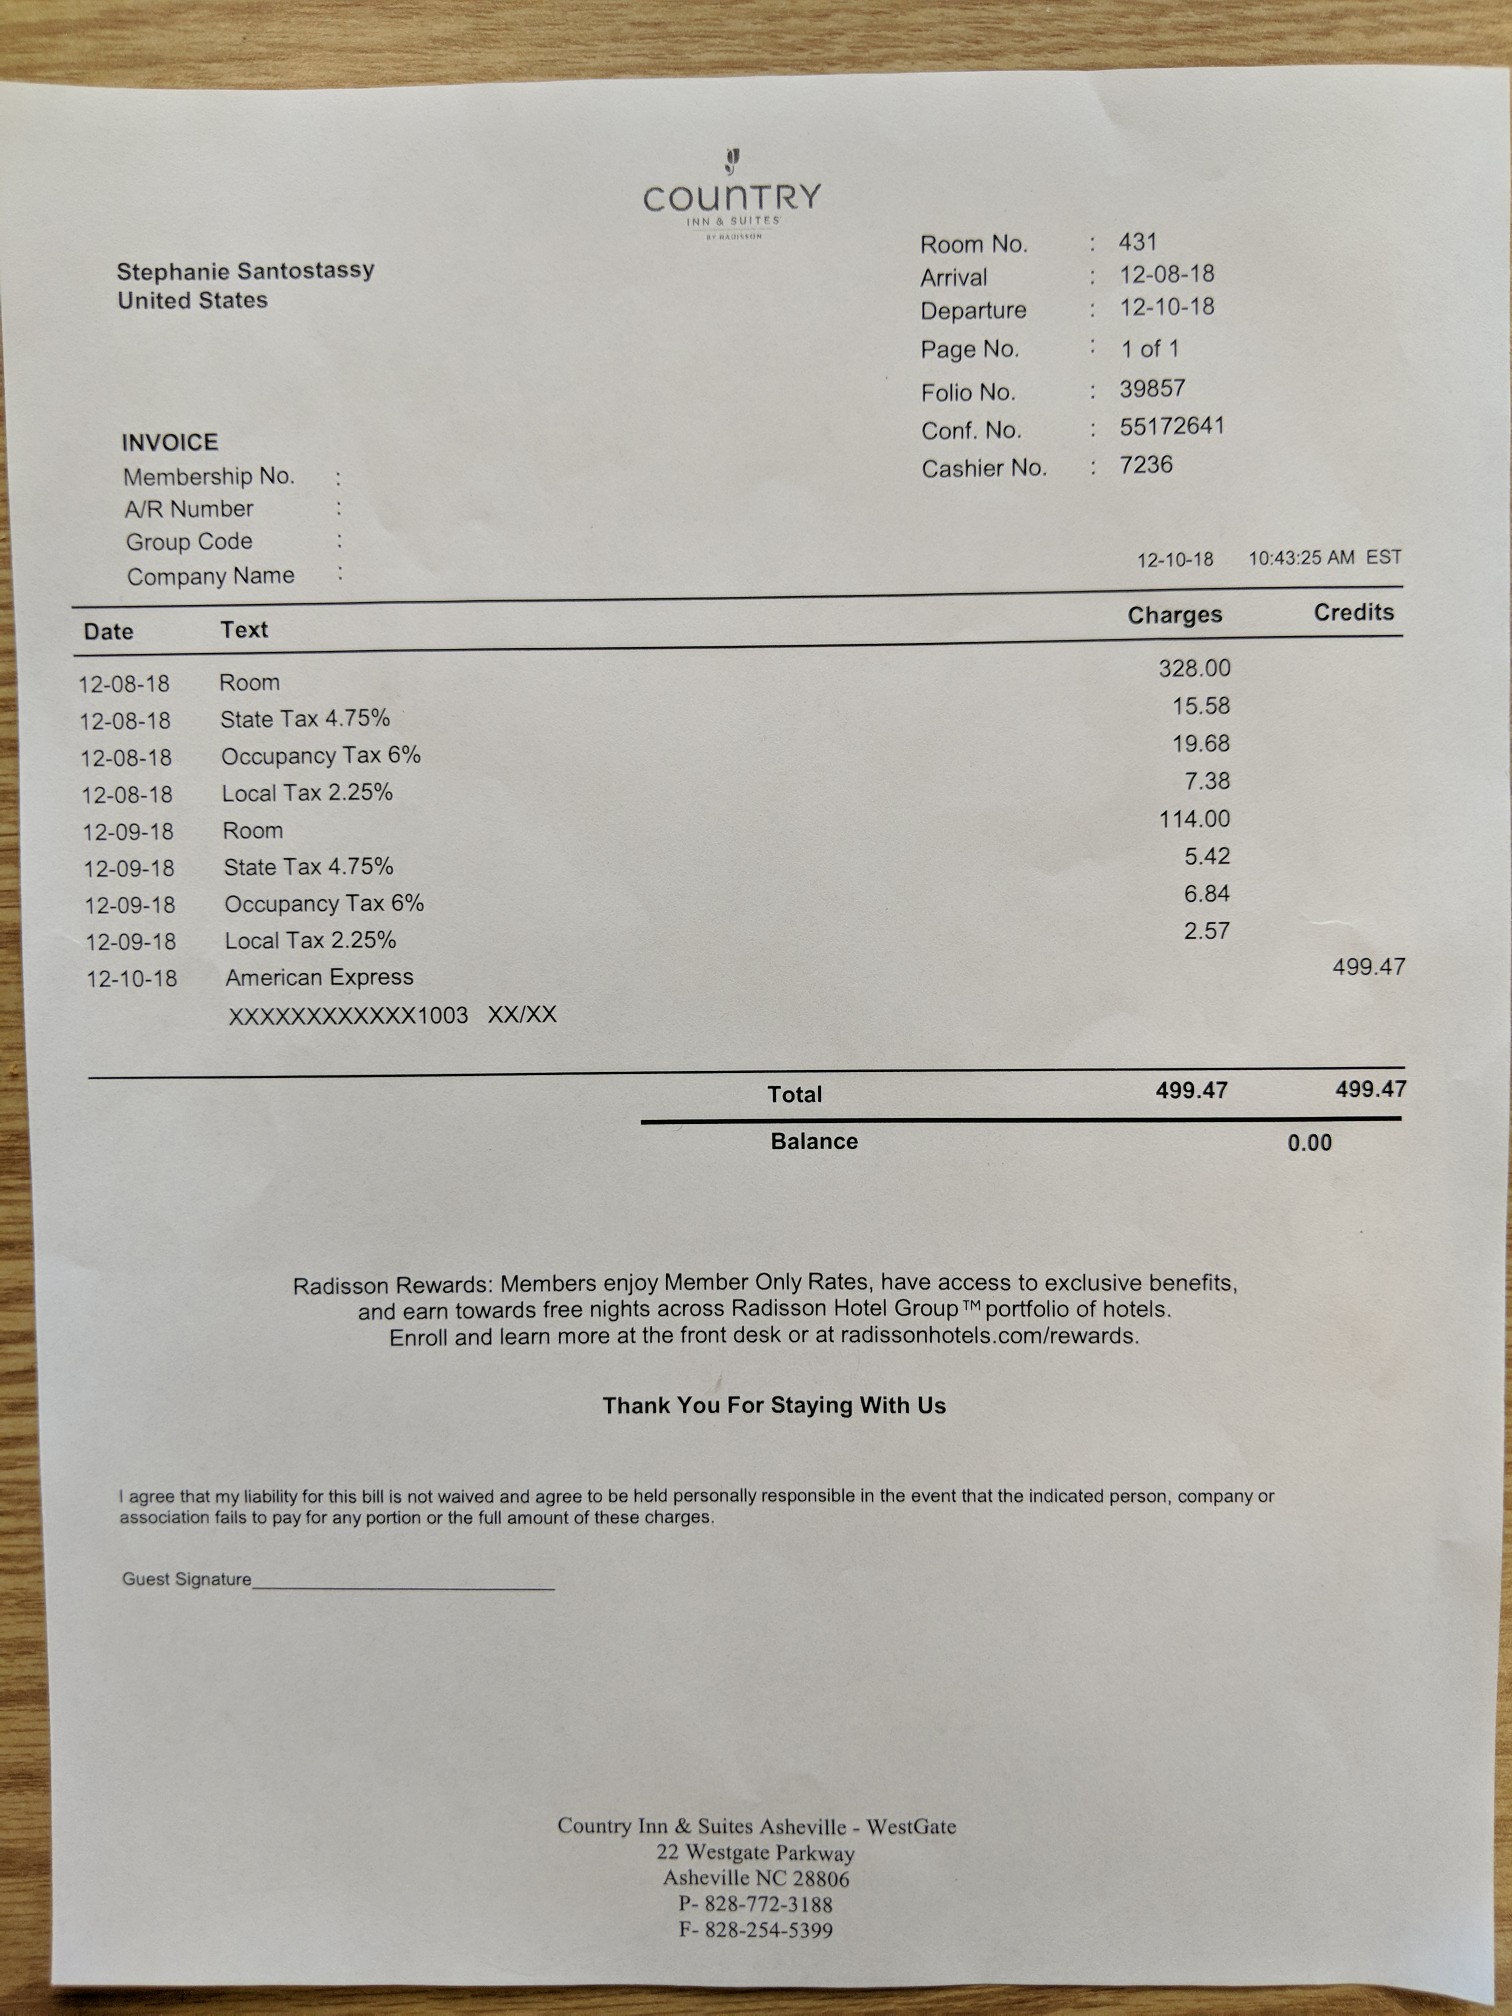 COUNTRY
INN & SUITES
BY RADISSON
Stephanie Santostassy
United States
Room No. : 431
Arrival : 12-08-18
Departure : 12-10-18
Page No. : 1 of 1
Folio No. : 39857
Conf. No. : 55172641
Cashier No. : 7236
INVOICE
Membership No. :
A/R Number :
Group Code :
Company Name :
12-10-18 10:43:25 AM EST
Date Text Charges Credits
12-08-18 Room 328.00
12-08-18 State Tax 4.75% 15.58
12-08-18 Occupancy Tax 6% 19.68
12-08-18 Local Tax 2.25% 7.38
12-09-18 Room 114.00
12-09-18 State Tax 4.75% 5.42
12-09-18 Occupancy Tax 6% 6.84
12-09-18 Local Tax 2.25% 2.57
12-10-18 American Express 499.47
XXXXXXXXXXXX1003 XX/XX
Total 499.47 499.47
Balance 0.00
Radisson Rewards: Members enjoy Member Only Rates, have access to exclusive benefits,
and earn towards free nights across Radisson Hotel Group™ portfolio of hotels.
Enroll and learn more at the front desk or at radissonhotels.com/rewards.
Thank You For Staying With Us
I agree that my liability for this bill is not waived and agree to be held personally responsible in the event that the indicated person, company or
association fails to pay for any portion or the full amount of these charges.
Guest Signature
Country Inn & Suites Asheville - WestGate
22 Westgate Parkway
Asheville NC 28806
P- 828-772-3188
F- 828-254-5399